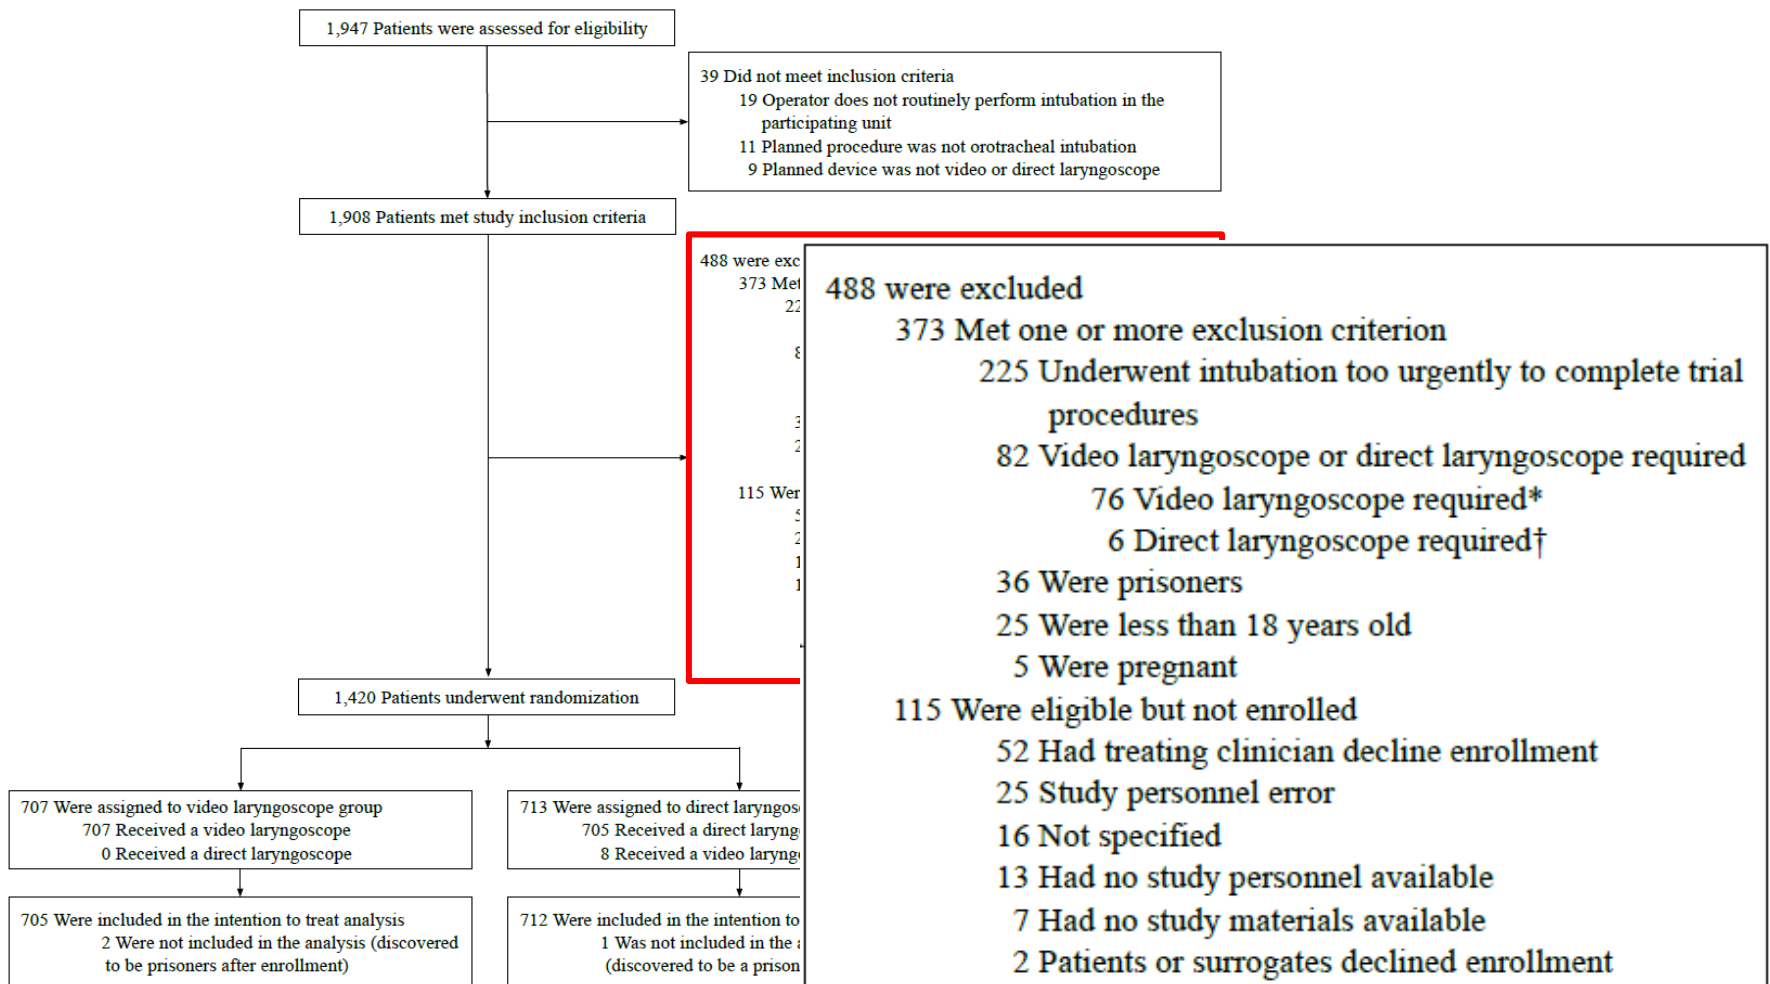 1,947 Patients were assessed for eligibility
39 Did not meet inclusion criteria
19 Operator does not routinely perform intubation in the
participating unit
11 Planned procedure was not orotracheal intubation
9 Planned device was not video or direct laryngoscope
1,908 Patients met study inclusion criteria
488 were
373 Met
115
488 were excluded
373 Met one or more exclusion criterion
225 Underwent intubation too urgently to complete trial
procedures
82 Video laryngoscope or direct laryngoscope required
76 Video laryngoscope required*
6 Direct laryngoscope required†
36 Were prisoners
25 Were less than 18 years old
5 Were pregnant
115 Were eligible but not enrolled
52 Had treating clinician decline enrollment
25 Study personnel error
16 Not specified
13 Had no study personnel available
7 Had no study materials available
2 Patients or surrogates declined enrollment
1,420 Patients underwent randomization
707 Were assigned to video laryngoscope group
707 Received a video laryngoscope
0 Received a direct laryngoscope
713 Were assigned to direct
705 Received a direct
8 Received a video
705 Were included in the intention to treat analysis
2 Were not included in the analysis (discovered
to be prisoners after enrollment)
712 Were included in the intention to
1 Was not included in the
(discovered to be a